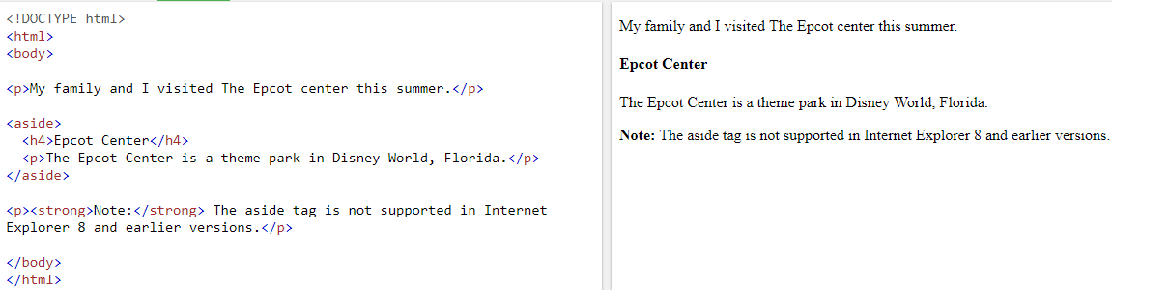 <!DOCTYPE html>
<html>
<body>
<p>My family and I visited The Epcot center this summer.</p>
<aside>
<h4>Epcot Center</h4>
<p>The Epcot Center is a theme park in Disney World, Florida.</p>
</aside>
<p><strong>Note:</strong> The aside tag is not supported in Internet
Explorer 8 and earlier versions.</p>
</body>
</html>
My family and I visited The Epcot center this summer.
Epcot Center
The Epcot Center is a theme park in Disney World, Florida.
Note: The aside tag is not supported in Internet Explorer 8 and earlier versions.